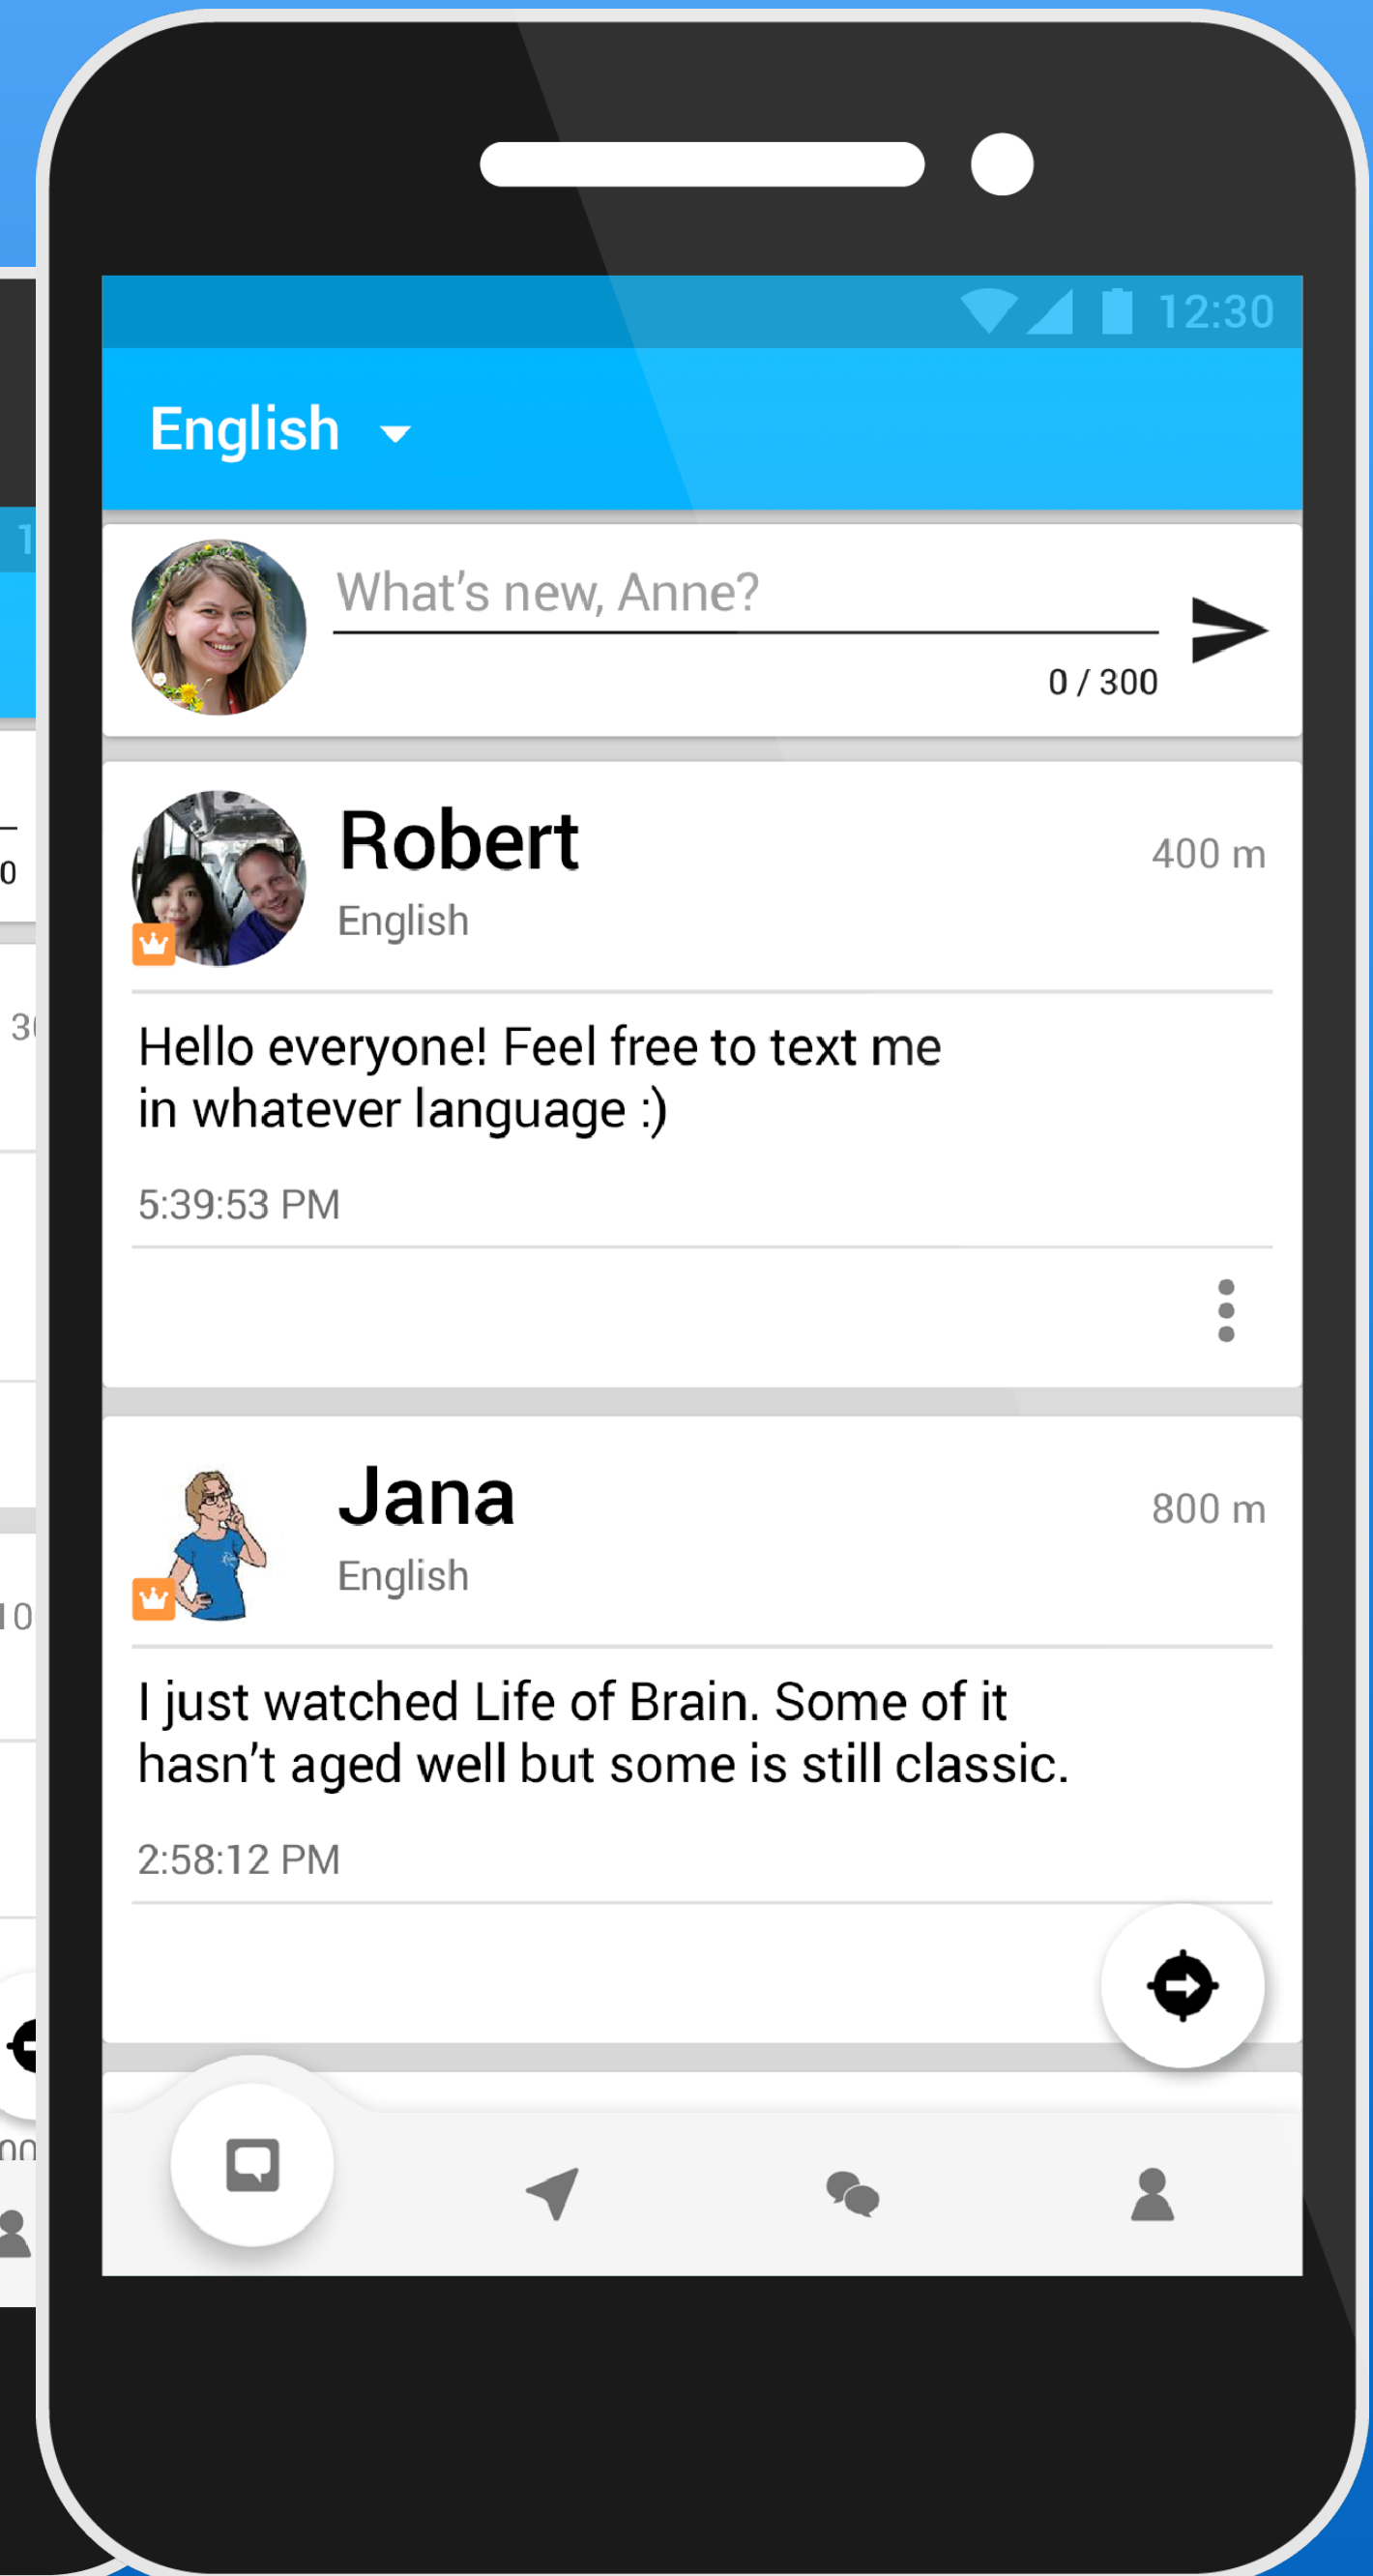 12:30
English
What's new, Anne?
0 / 300
Robert
400 m
English
Hello everyone! Feel free to text me
in whatever language :)
5:39:53 PM
Jana
800 m
English
I just watched Life of Brain. Some of it
hasn't aged well but some is still classic.
2:58:12 PM